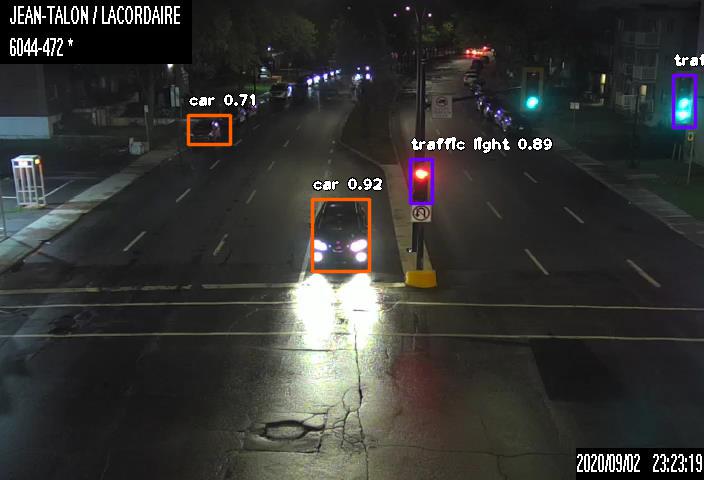 JEAN-TALON / LACORDAIRE
6044-472 *
traf
car 0.71
traffic light 0.89
car 0.92
2020/09/02 23:23:19